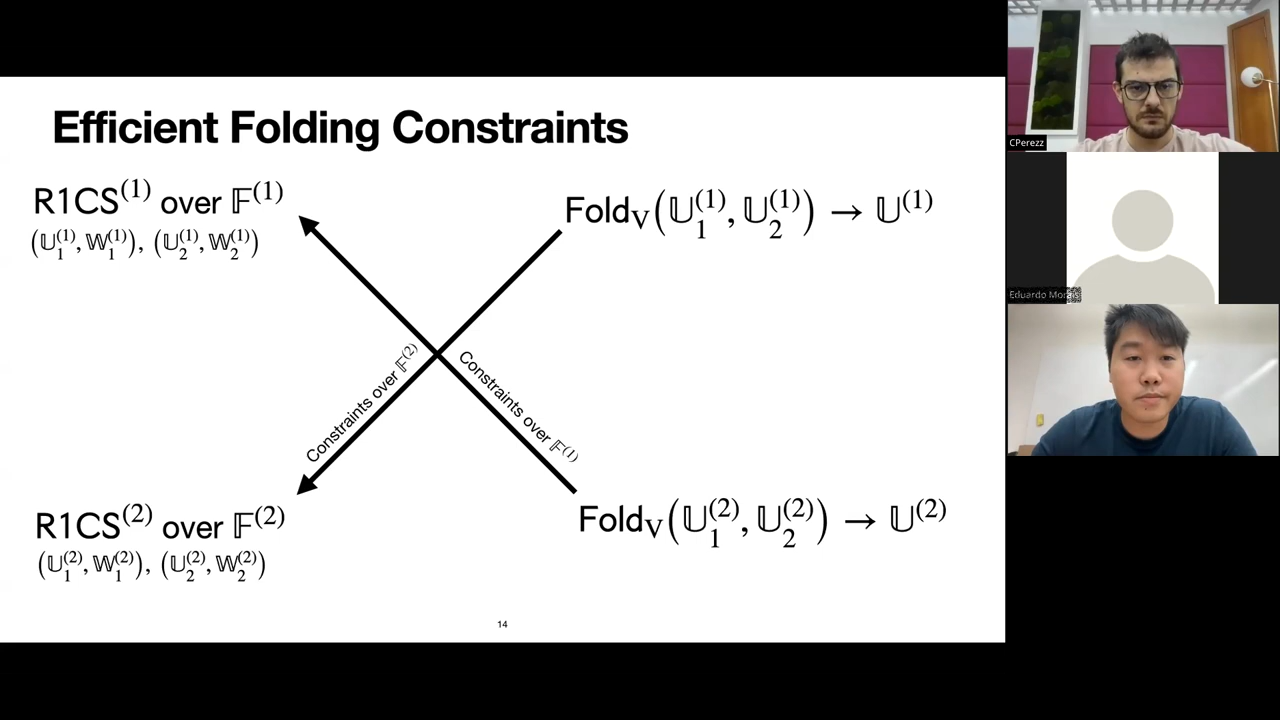 Efficient Folding Constraints
R1CS⁽¹⁾ over 𝔽⁽¹⁾
(𝕌₁⁽¹⁾, 𝕎₁⁽¹⁾), (𝕌₂⁽¹⁾, 𝕎₂⁽¹⁾)
Fold_V(𝕌₁⁽¹⁾, 𝕌₂⁽¹⁾) → 𝕌⁽¹⁾
Constraints over 𝔽⁽²⁾
Constraints over 𝔽⁽¹⁾
R1CS⁽²⁾ over 𝔽⁽²⁾
(𝕌₁⁽²⁾, 𝕎₁⁽²⁾), (𝕌₂⁽²⁾, 𝕎₂⁽²⁾)
Fold_V(𝕌₁⁽²⁾, 𝕌₂⁽²⁾) → 𝕌⁽²⁾
14
CPerezz
Eduardo Morais